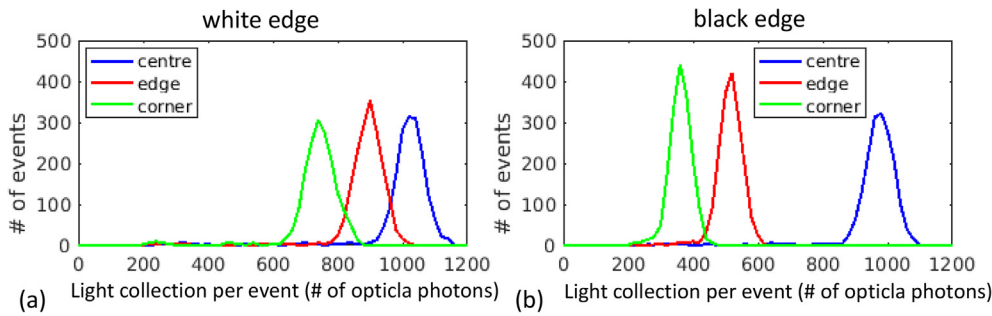 white edge
500
400
300
200
100
0
# of events
centre
edge
corner
0 200 400 600 800 1000 1200
Light collection per event (# of opticla photons)
(a)
black edge
500
400
300
200
100
0
# of events
centre
edge
corner
0 200 400 600 800 1000 1200
Light collection per event (# of opticla photons)
(b)